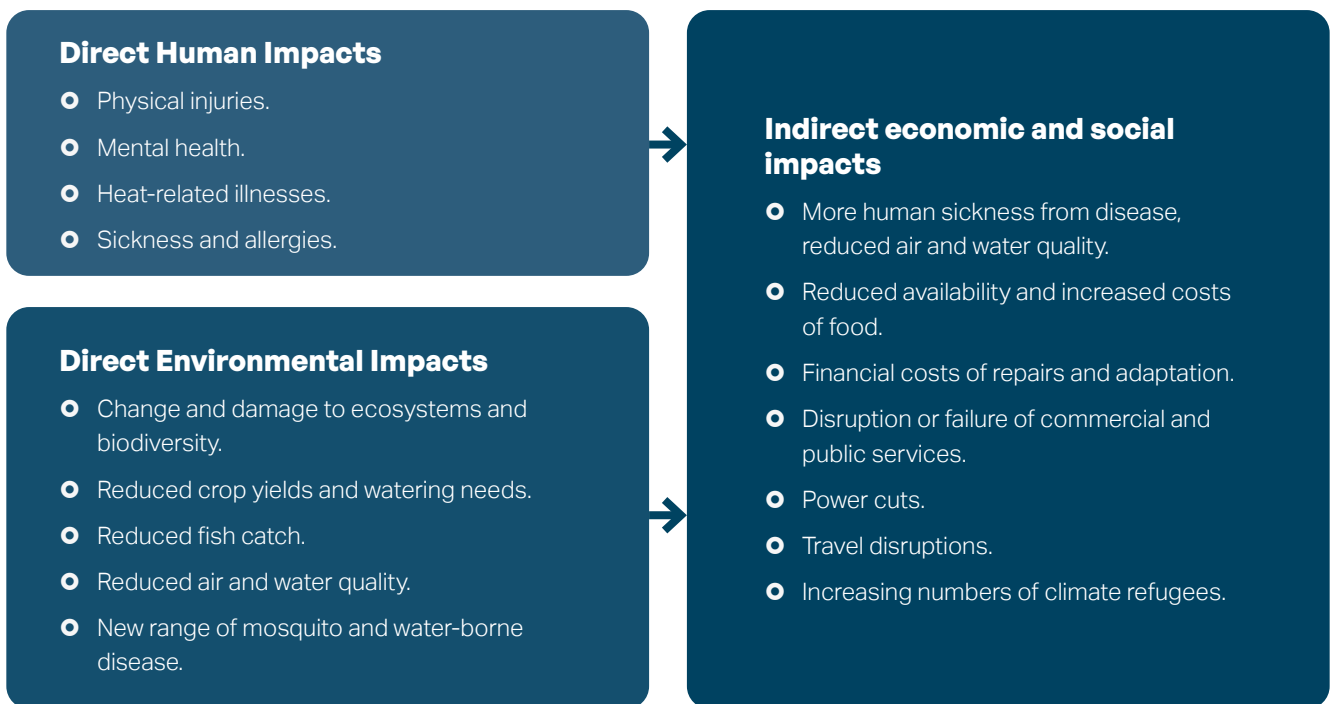 Direct Human Impacts
Physical injuries.
Mental health.
Heat-related illnesses.
Sickness and allergies.
Direct Environmental Impacts
Change and damage to ecosystems and
biodiversity.
Reduced crop yields and watering needs.
Reduced fish catch.
Reduced air and water quality.
New range of mosquito and water-borne
disease.
Indirect economic and social
impacts
More human sickness from disease,
reduced air and water quality.
Reduced availability and increased costs
of food.
Financial costs of repairs and adaptation.
Disruption or failure of commercial and
public services.
Power cuts.
Travel disruptions.
Increasing numbers of climate refugees.